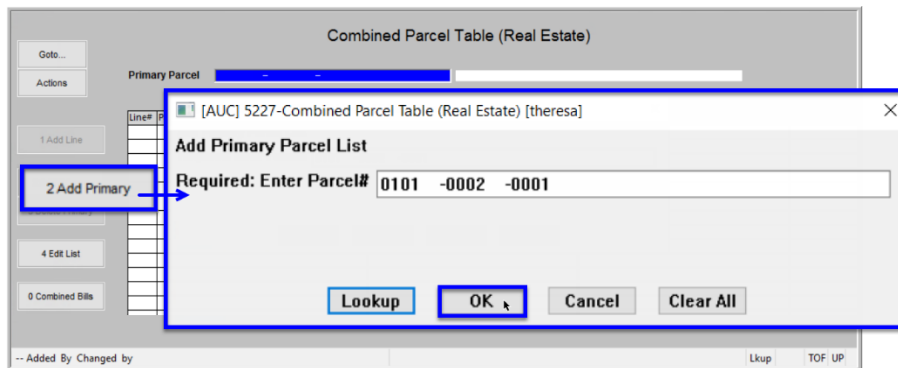 Combined Parcel Table (Real Estate)
Goto...
Actions
Primary Parcel - -
Line# P
1 Add Line
2 Add Primary
4 Edit List
0 Combined Bills
[AUC] 5227-Combined Parcel Table (Real Estate) [theresa]
Add Primary Parcel List
Required: Enter Parcel# 0101 -0002 -0001
Lookup OK Cancel Clear All
-- Added By Changed by Lkup TOF UP